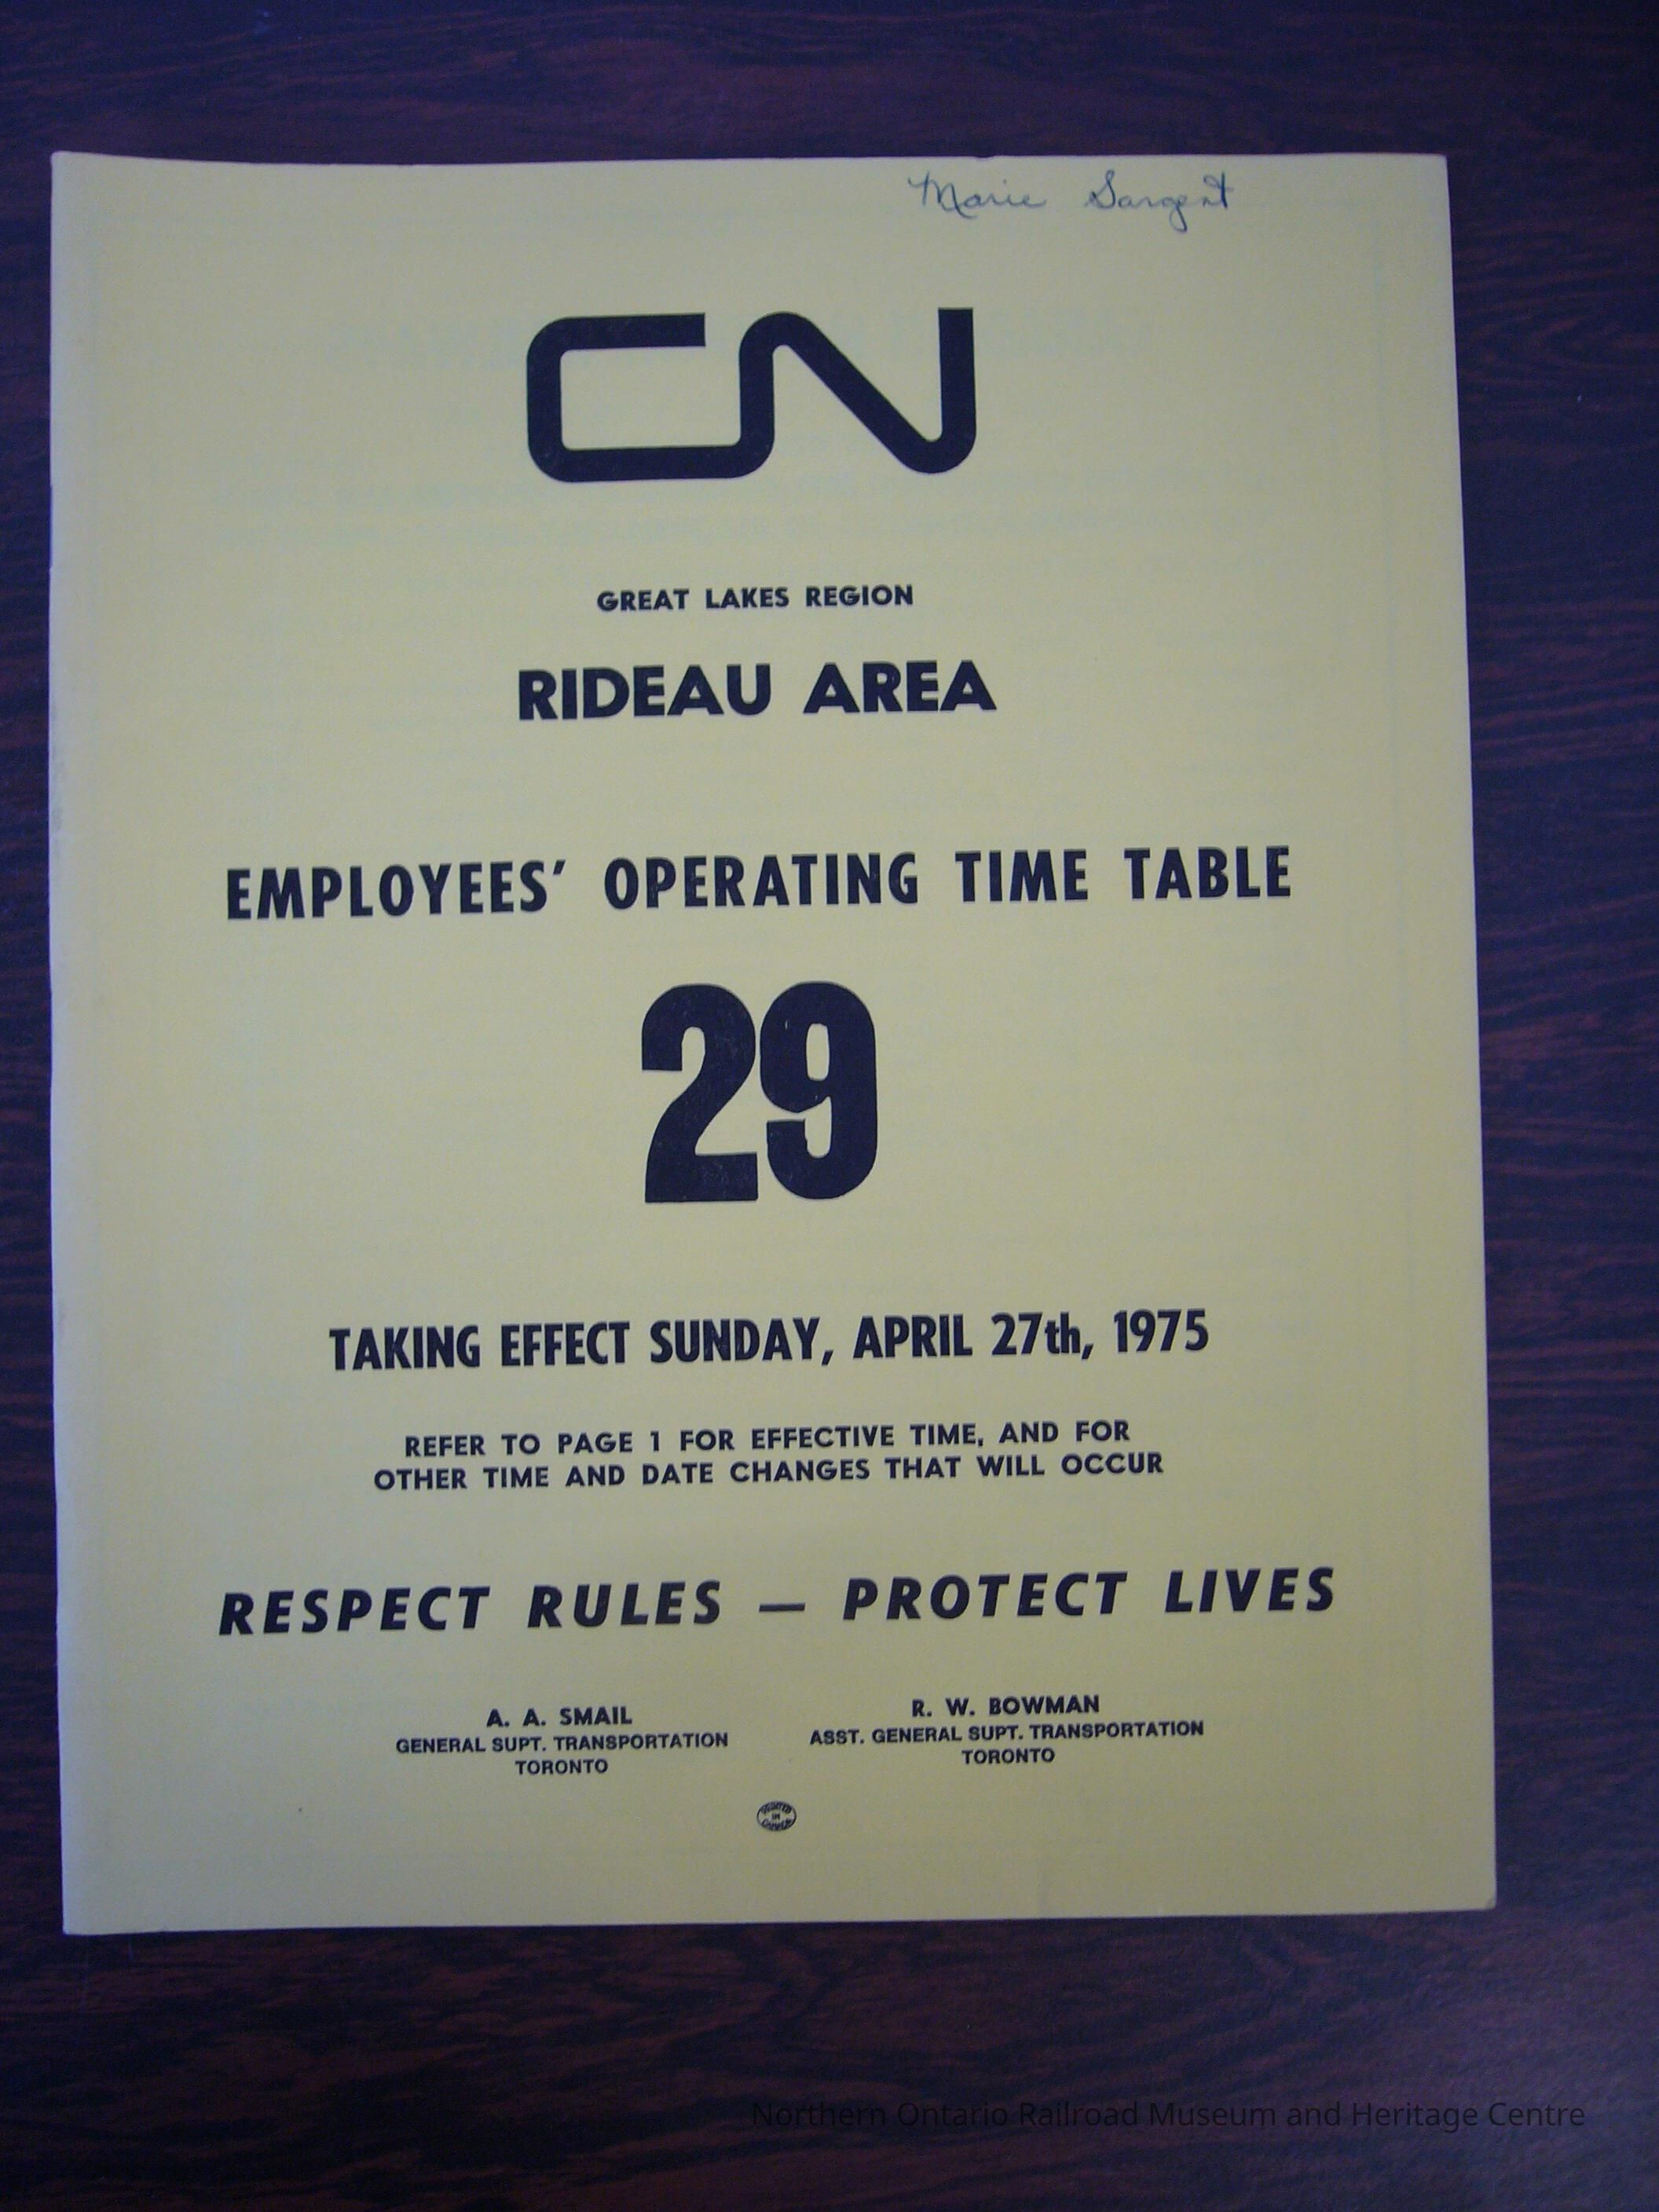 Marie Sargent
CN
GREAT LAKES REGION
RIDEAU AREA
EMPLOYEES' OPERATING TIME TABLE
29
TAKING EFFECT SUNDAY, APRIL 27th, 1975
REFER TO PAGE 1 FOR EFFECTIVE TIME, AND FOR
OTHER TIME AND DATE CHANGES THAT WILL OCCUR
RESPECT RULES — PROTECT LIVES
A. A. SMAIL
GENERAL SUPT. TRANSPORTATION
TORONTO
R. W. BOWMAN
ASST. GENERAL SUPT. TRANSPORTATION
TORONTO
PRINTED
IN
CANADA
Northern Ontario Railroad Museum and Heritage Centre